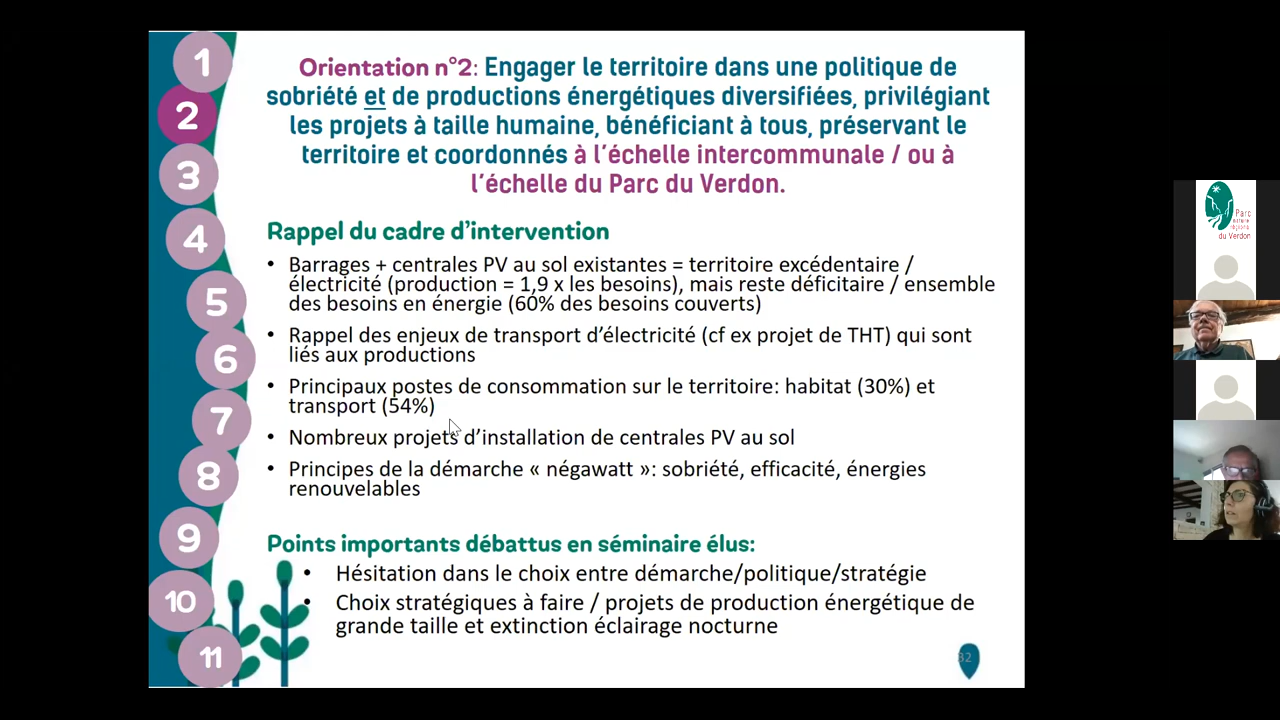 1
2
3
4
5
6
7
8
9
10
11
Orientation n°2: Engager le territoire dans une politique de
sobriété et de productions énergétiques diversifiées, privilégiant
les projets à taille humaine, bénéficiant à tous, préservant le
territoire et coordonnés à l'échelle intercommunale / ou à
l'échelle du Parc du Verdon.
Rappel du cadre d'intervention
• Barrages + centrales PV au sol existantes = territoire excédentaire /
électricité (production = 1,9 x les besoins), mais reste déficitaire / ensemble
des besoins en énergie (60% des besoins couverts)
• Rappel des enjeux de transport d'électricité (cf ex projet de THT) qui sont
liés aux productions
• Principaux postes de consommation sur le territoire: habitat (30%) et
transport (54%)
• Nombreux projets d'installation de centrales PV au sol
• Principes de la démarche « négawatt »: sobriété, efficacité, énergies
renouvelables
Points importants débattus en séminaire élus:
• Hésitation dans le choix entre démarche/politique/stratégie
• Choix stratégiques à faire / projets de production énergétique de
grande taille et extinction éclairage nocturne
32
Parc
naturel
régional
du Verdon